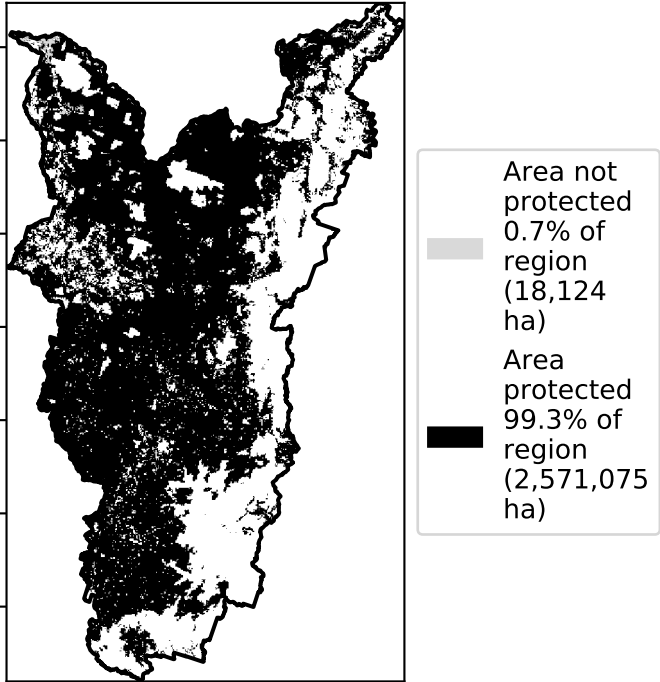 Area not
protected
0.7% of
region
(18,124
ha)
Area
protected
99.3% of
region
(2,571,075
ha)